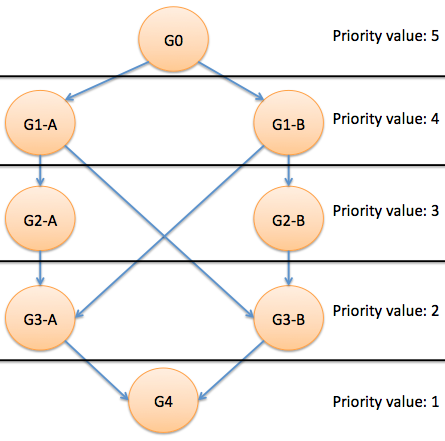 G0 Priority value: 5
G1-A G1-B Priority value: 4
G2-A G2-B Priority value: 3
G3-A G3-B Priority value: 2
G4 Priority value: 1